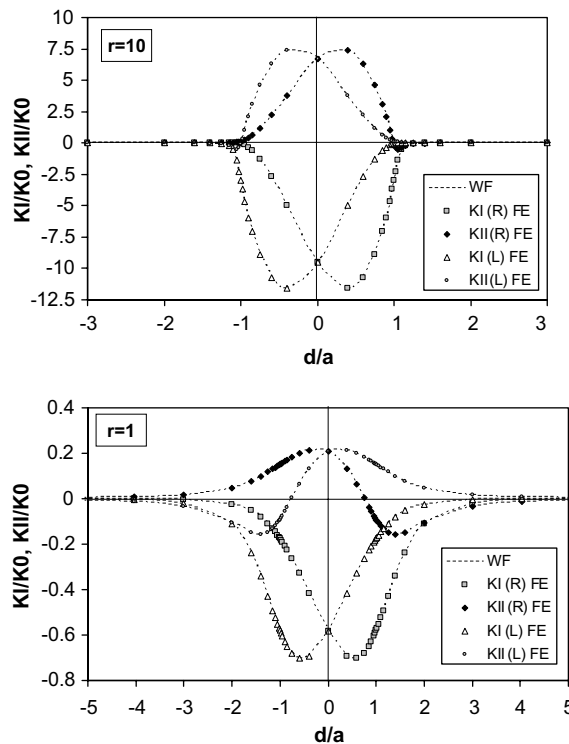 r=10
KI/K0, KII/K0
10
7.5
5
2.5
0
-2.5
-5
-7.5
-10
-12.5
WF
KI (R) FE
KII(R) FE
KI (L) FE
KII(L) FE
-3 -2 -1 0 1 2 3
d/a
r=1
KI/K0, KII/K0
0.4
0.2
0
-0.2
-0.4
-0.6
-0.8
WF
KI (R) FE
KII (R) FE
KI (L) FE
KII (L) FE
-5 -4 -3 -2 -1 0 1 2 3 4 5
d/a